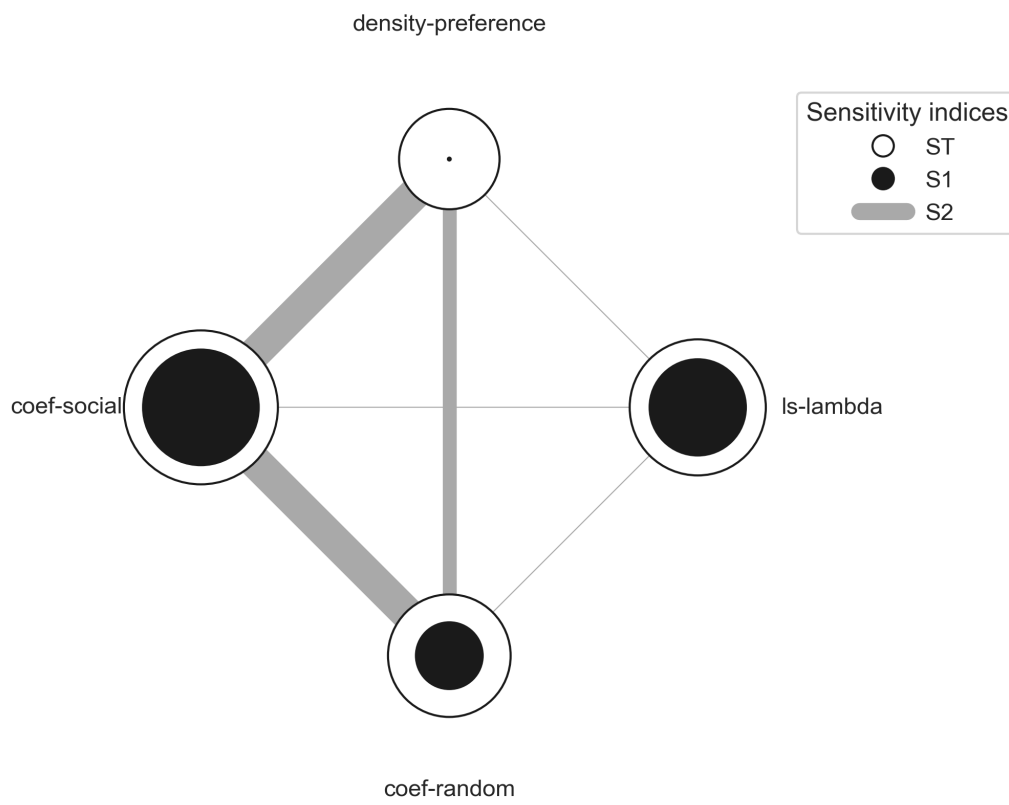 density-preference
Sensitivity indices
ST
S1
S2
coef-social
ls-lambda
coef-random